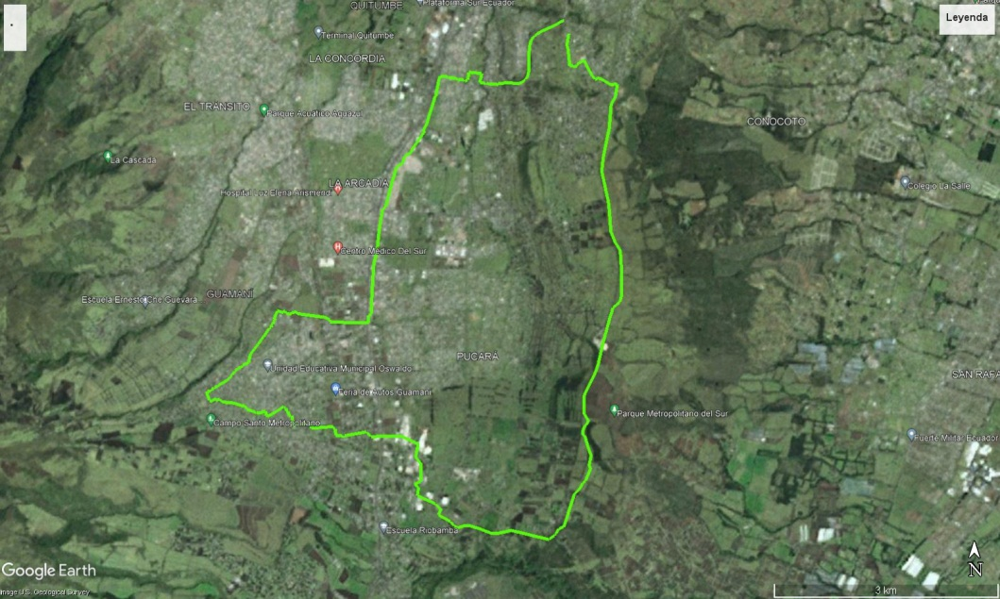 QUITUMBE
Plataforma Sur Ecuador
Leyenda
Terminal Quitumbe
LA CONCORDIA
EL TRANSITO
Parque Acuático Aguazul
CONOCOTO
La Cascada
LA ARCADIA
Hospital Luz Elena Arismendi
Colegio La Salle
Centro Medico Del Sur
GUAMANÍ
Escuela Ernesto Che Guevara
PUCARA
Unidad Educativa Municipal Oswaldo
SAN RAFA
Feria de Autos Guamaní
Campo Santo Metropolitano
Parque Metropolitano del Sur
Fuerte Militar Ecuador
Escuela Riobamba
N
Google Earth
Image U.S. Geological Survey
3 km